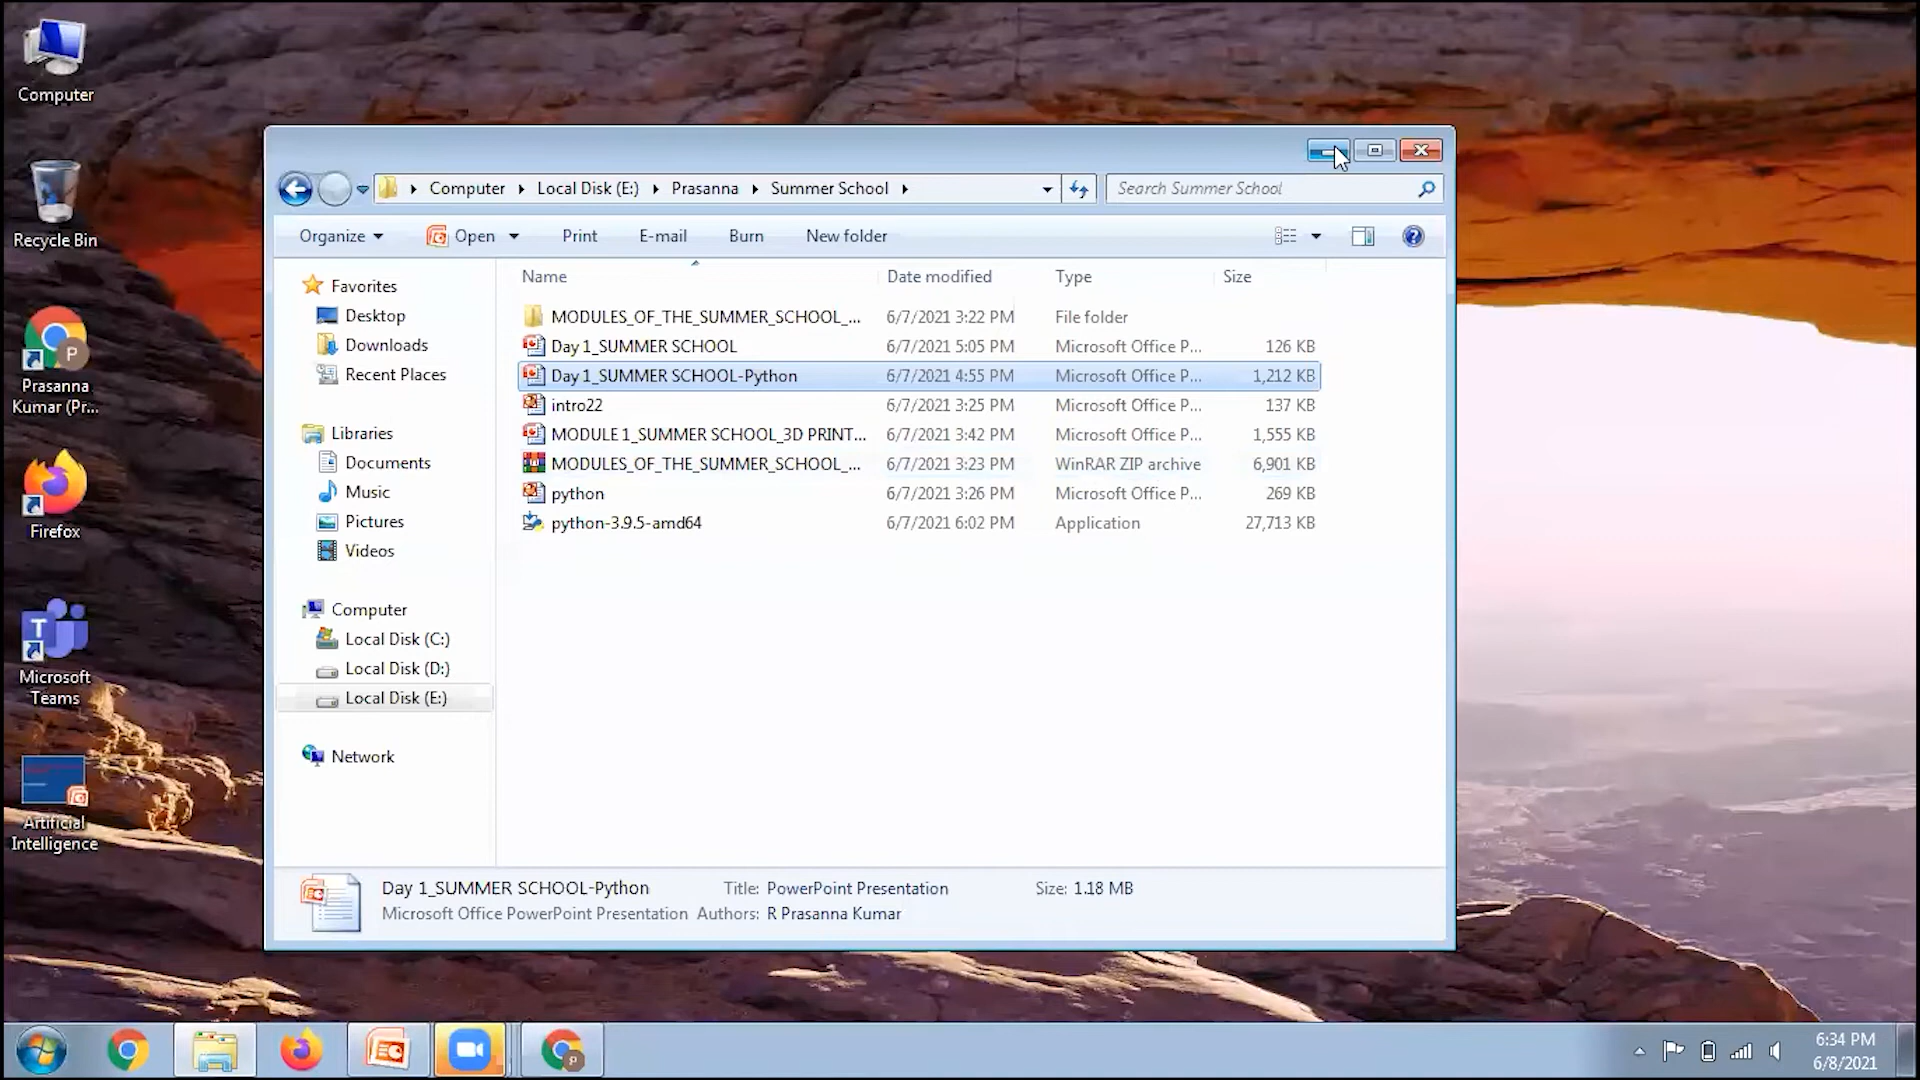 Computer
Recycle Bin
Prasanna
Kumar (Pr...
P
Firefox
T
Microsoft
Teams
Artificial
Intelligence
Computer Local Disk (E:) Prasanna Summer School
Search Summer School
Organize Open Print E-mail Burn New folder
Favorites
Desktop
Downloads
Recent Places
Libraries
Documents
Music
Pictures
Videos
Computer
Local Disk (C:)
Local Disk (D:)
Local Disk (E:)
Network
Name Date modified Type Size
MODULES_OF_THE_SUMMER_SCHOOL_... 6/7/2021 3:22 PM File folder
Day 1_SUMMER SCHOOL 6/7/2021 5:05 PM Microsoft Office P... 126 KB
Day 1_SUMMER SCHOOL-Python 6/7/2021 4:55 PM Microsoft Office P... 1,212 KB
intro22 6/7/2021 3:25 PM Microsoft Office P... 137 KB
MODULE 1_SUMMER SCHOOL_3D PRINT... 6/7/2021 3:42 PM Microsoft Office P... 1,555 KB
MODULES_OF_THE_SUMMER_SCHOOL_... 6/7/2021 3:23 PM WinRAR ZIP archive 6,901 KB
python 6/7/2021 3:26 PM Microsoft Office P... 269 KB
python-3.9.5-amd64 6/7/2021 6:02 PM Application 27,713 KB
Day 1_SUMMER SCHOOL-Python Title: PowerPoint Presentation Size: 1.18 MB
Microsoft Office PowerPoint Presentation Authors: R Prasanna Kumar
6:34 PM
6/8/2021